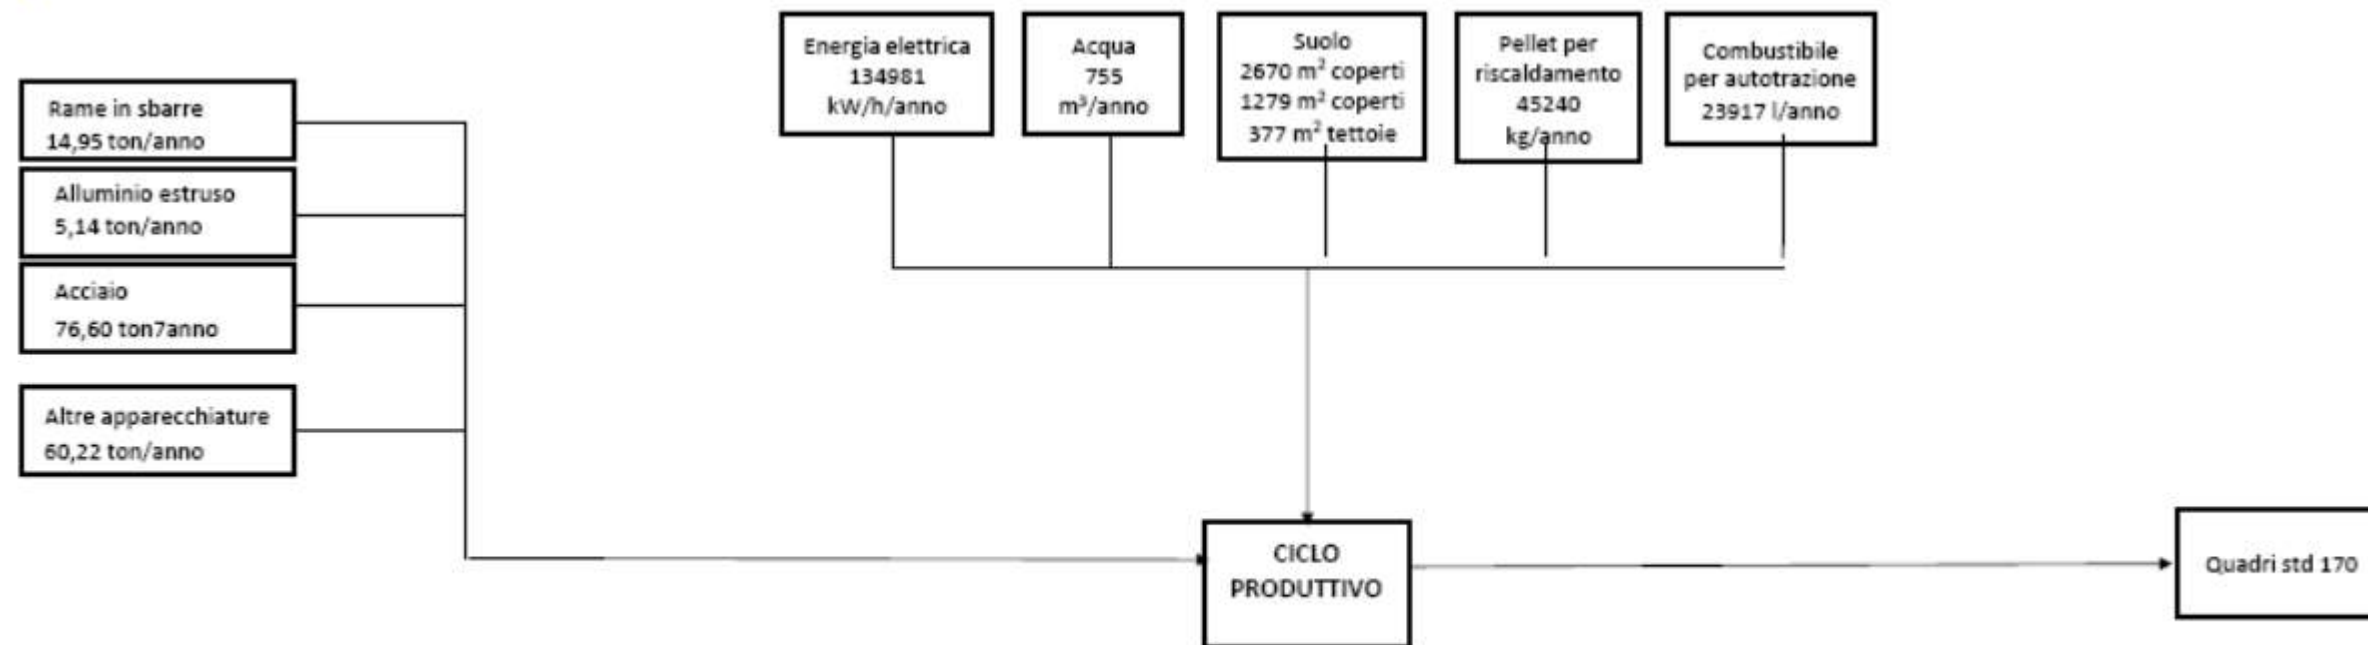 Rame in sbarre
14,95 ton/anno
Alluminio estruso
5,14 ton/anno
Acciaio
76,60 ton7anno
Altre apparecchiature
60,22 ton/anno
Energia elettrica
134981
kW/h/anno
Acqua
755
m³/anno
Suolo
2670 m² coperti
1279 m² coperti
377 m² tettoie
Pellet per
riscaldamento
45240
kg/anno
Combustibile
per autotrazione
23917 l/anno
CICLO
PRODUTTIVO
Quadri std 170